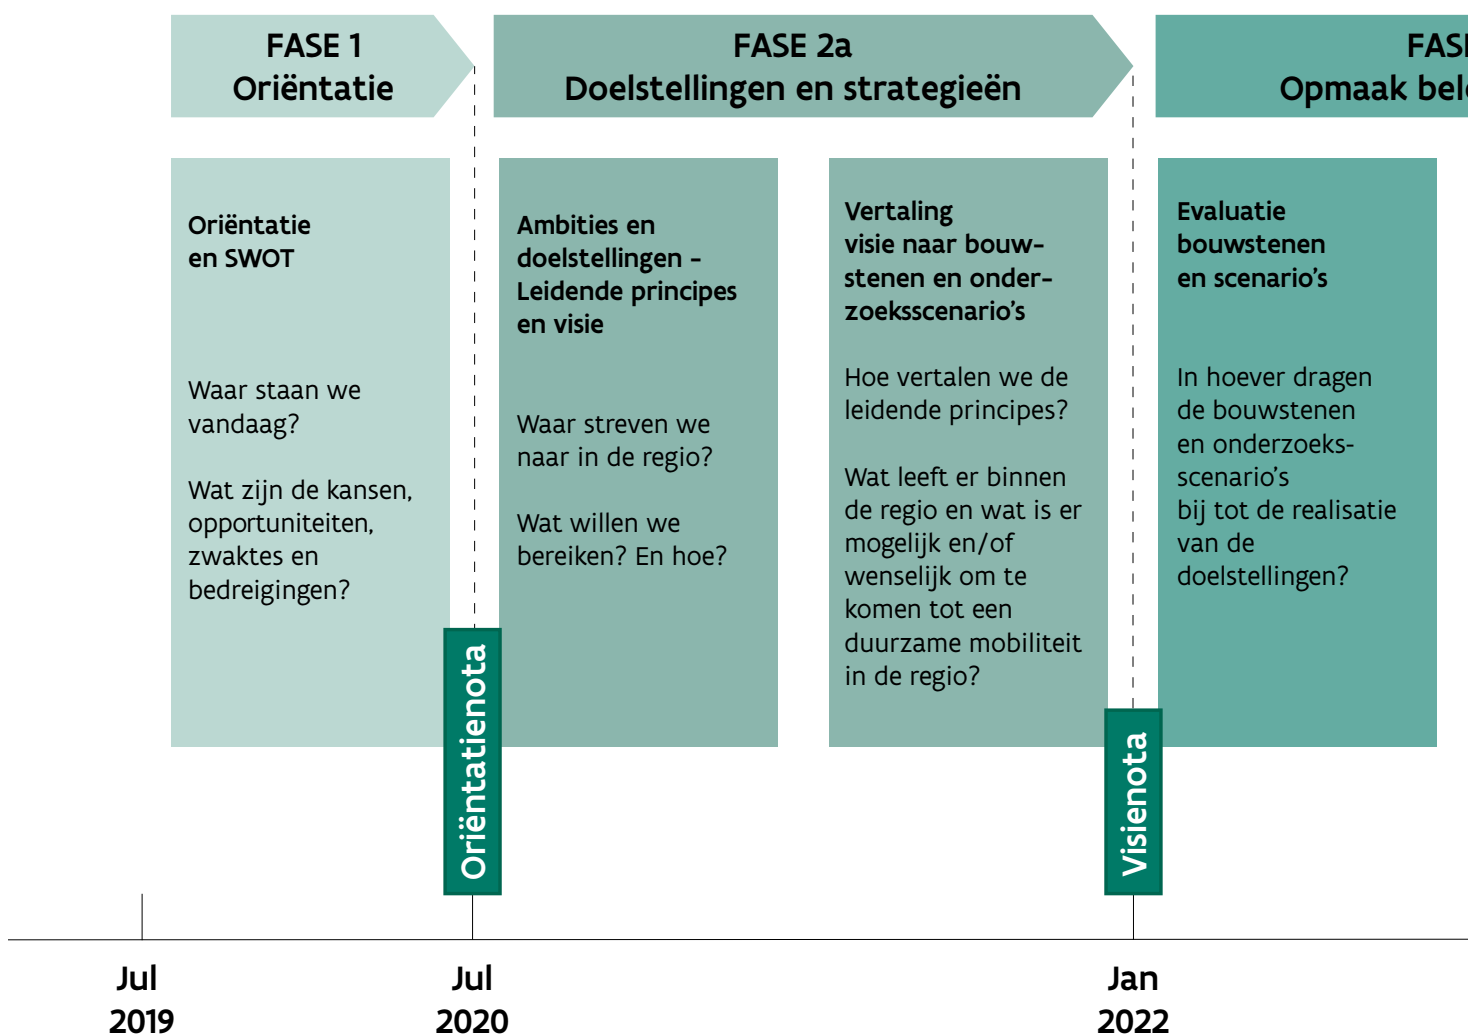 FASE 1
Oriëntatie
FASE 2a
Doelstellingen en strategieën
FAS
Opmaak bel
Oriëntatie
en SWOT
Waar staan we
vandaag?
Wat zijn de kansen,
opportuniteiten,
zwaktes en
bedreigingen?
Ambities en
doelstellingen -
Leidende principes
en visie
Waar streven we
naar in de regio?
Wat willen we
bereiken? En hoe?
Vertaling
visie naar bouw-
stenen en onder-
zoeksscenario's
Hoe vertalen we de
leidende principes?
Wat leeft er binnen
de regio en wat is er
mogelijk en/of
wenselijk om te
komen tot een
duurzame mobiliteit
in de regio?
Evaluatie
bouwstenen
en scenario's
In hoever dragen
de bouwstenen
en onderzoeks-
scenario's
bij tot de realisatie
van de
doelstellingen?
Oriëntatienota
Visienota
Jul
2019
Jul
2020
Jan
2022